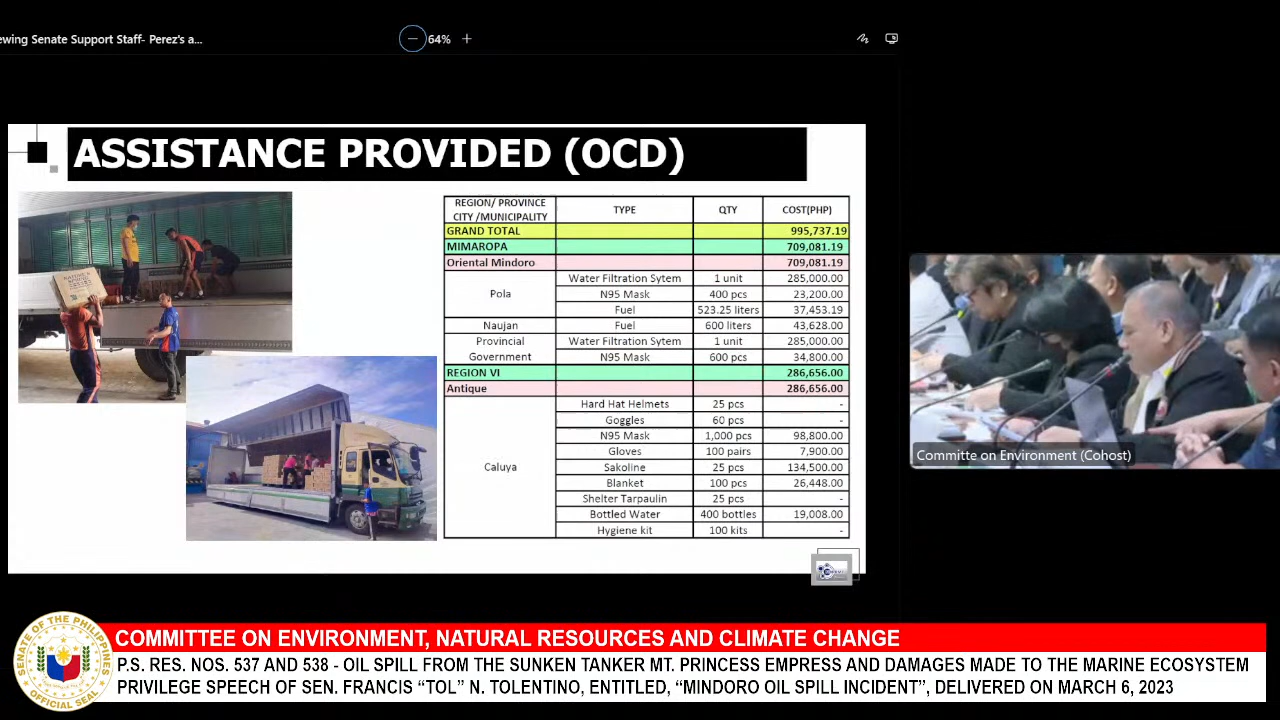 ewing Senate Support Staff- Perez's a...
64%
ASSISTANCE PROVIDED (OCD)
REGION/ PROVINCE CITY /MUNICIPALITY TYPE QTY COST(PHP)
GRAND TOTAL 995,737.19
MIMAROPA 709,081.19
Oriental Mindoro 709,081.19
Pola Water Filtration Sytem 1 unit 285,000.00
N95 Mask 400 pcs 23,200.00
Fuel 523.25 liters 37,453.19
Naujan Fuel 600 liters 43,628.00
Provincial Government Water Filtration Sytem 1 unit 285,000.00
N95 Mask 600 pcs 34,800.00
REGION VI 286,656.00
Antique 286,656.00
Caluya Hard Hat Helmets 25 pcs -
Goggles 60 pcs -
N95 Mask 1,000 pcs 98,800.00
Gloves 100 pairs 7,900.00
Sakoline 25 pcs 134,500.00
Blanket 100 pcs 26,448.00
Shelter Tarpaulin 25 pcs -
Bottled Water 400 bottles 19,008.00
Hygiene kit 100 kits -
Committe on Environment (Cohost)
SENATE OF THE PHILIPPINES
OFFICIAL SEAL
COMMITTEE ON ENVIRONMENT, NATURAL RESOURCES AND CLIMATE CHANGE
P.S. RES. NOS. 537 AND 538 - OIL SPILL FROM THE SUNKEN TANKER MT. PRINCESS EMPRESS AND DAMAGES MADE TO THE MARINE ECOSYSTEM
PRIVILEGE SPEECH OF SEN. FRANCIS “TOL” N. TOLENTINO, ENTITLED, “MINDORO OIL SPILL INCIDENT”, DELIVERED ON MARCH 6, 2023